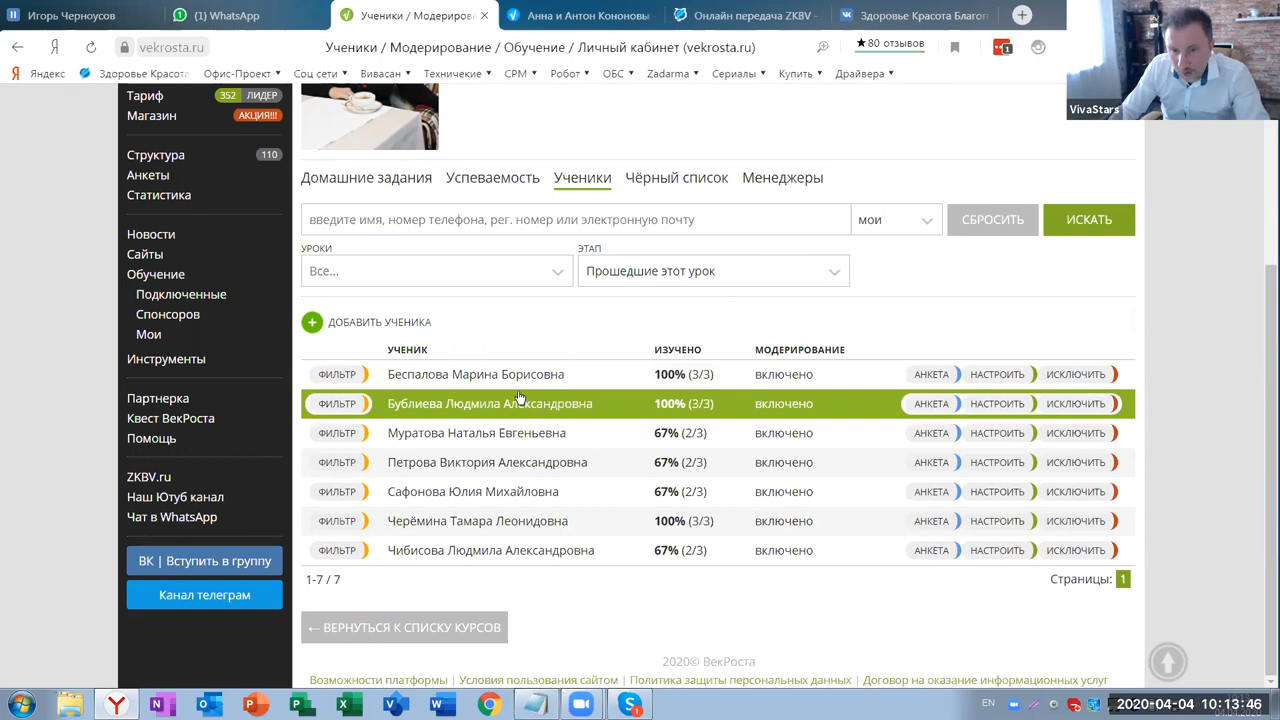 Игорь Черноусов
(1) WhatsApp
Ученики / Модериров
Анна и Антон Кононовы
Онлайн передача ZKBV -
Здоровье Красота Благоп
vekrosta.ru
Ученики / Модерирование / Обучение / Личный кабинет (vekrosta.ru)
★80 отзывов
1
Яндекс
Здоровье Красота
Офис-Проект
Соц сети
Вивасан
Технические
СРМ
Робот
ОБС
Zadarma
Сериалы
Купить
Драйвера
VivaStars
Тариф
352 ЛИДЕР
Магазин
АКЦИЯ!!!
Структура
110
Анкеты
Статистика
Новости
Сайты
Обучение
Подключенные
Спонсоров
Мои
Инструменты
Партнерка
Квест ВекРоста
Помощь
ZKBV.ru
Наш Ютуб канал
Чат в WhatsApp
ВК | Вступить в группу
Канал телеграм
Домашние задания Успеваемость Ученики Чёрный список Менеджеры
введите имя, номер телефона, рег. номер или электронную почту
мои
СБРОСИТЬ
ИСКАТЬ
УРОКИ
ЭТАП
Все...
Прошедшие этот урок
+ ДОБАВИТЬ УЧЕНИКА
УЧЕНИК ИЗУЧЕНО МОДЕРИРОВАНИЕ
ФИЛЬТР Беспалова Марина Борисовна 100% (3/3) включено АНКЕТА НАСТРОИТЬ ИСКЛЮЧИТЬ
ФИЛЬТР Бублиева Людмила Александровна 100% (3/3) включено АНКЕТА НАСТРОИТЬ ИСКЛЮЧИТЬ
ФИЛЬТР Муратова Наталья Евгеньевна 67% (2/3) включено АНКЕТА НАСТРОИТЬ ИСКЛЮЧИТЬ
ФИЛЬТР Петрова Виктория Александровна 67% (2/3) включено АНКЕТА НАСТРОИТЬ ИСКЛЮЧИТЬ
ФИЛЬТР Сафонова Юлия Михайловна 67% (2/3) включено АНКЕТА НАСТРОИТЬ ИСКЛЮЧИТЬ
ФИЛЬТР Черёмина Тамара Леонидовна 100% (3/3) включено АНКЕТА НАСТРОИТЬ ИСКЛЮЧИТЬ
ФИЛЬТР Чибисова Людмила Александровна 67% (2/3) включено АНКЕТА НАСТРОИТЬ ИСКЛЮЧИТЬ
1-7 / 7
Страницы: 1
← ВЕРНУТЬСЯ К СПИСКУ КУРСОВ
2020© ВекРоста
Возможности платформы | Условия пользования сайтом | Политика защиты персональных данных | Договор на оказание информационных услуг
EN
2020-04-04 10:13:46